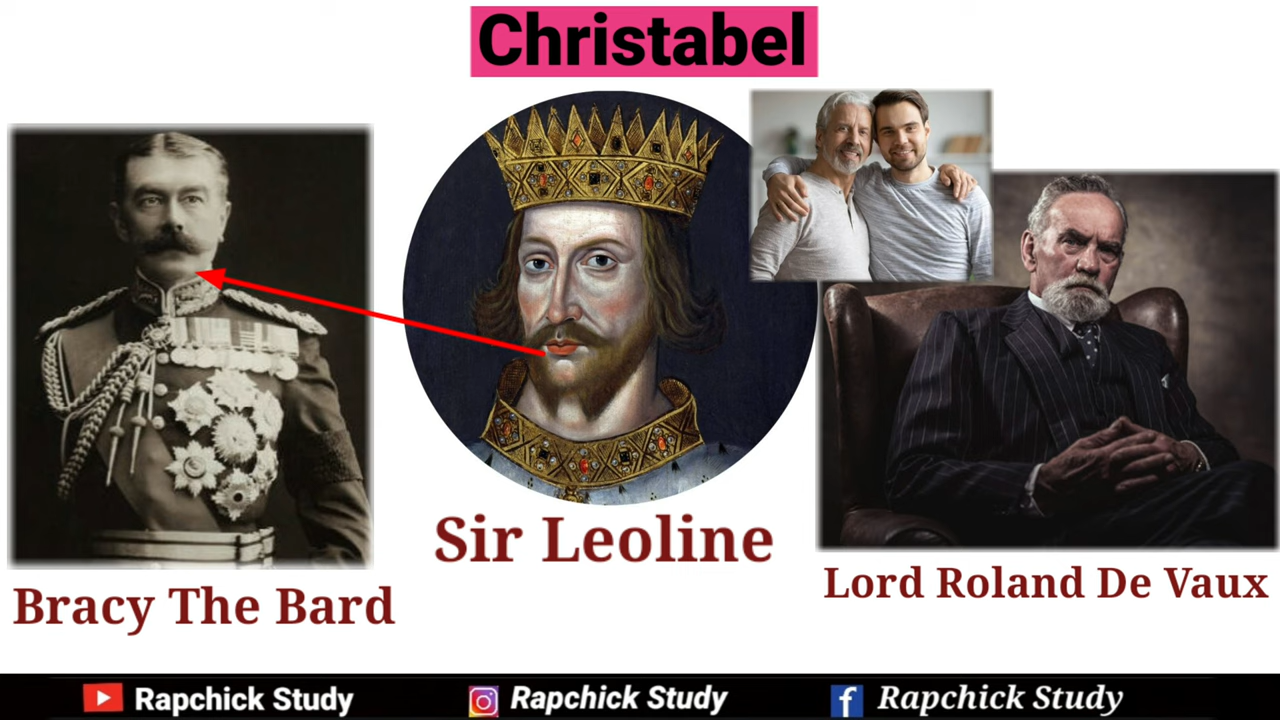 Christabel
Sir Leoline
Bracy The Bard
Lord Roland De Vaux
Rapchick Study
Rapchick Study
Rapchick Study